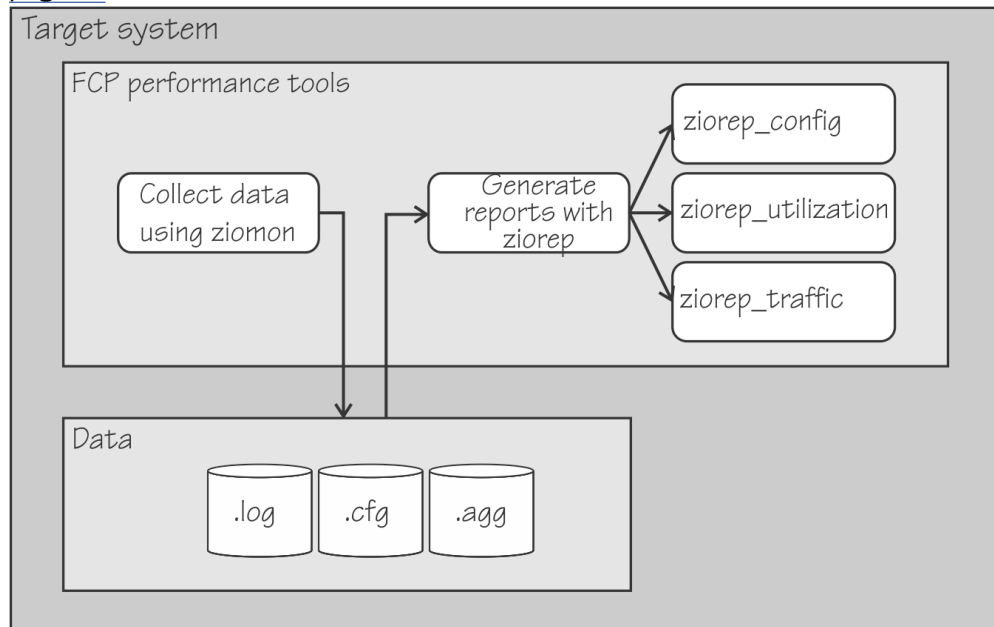 Target system
FCP performance tools
Collect data
using ziomon
Generate
reports with
ziorep
ziorep_config
ziorep_utilization
ziorep_traffic
Data
.log
.cfg
.agg